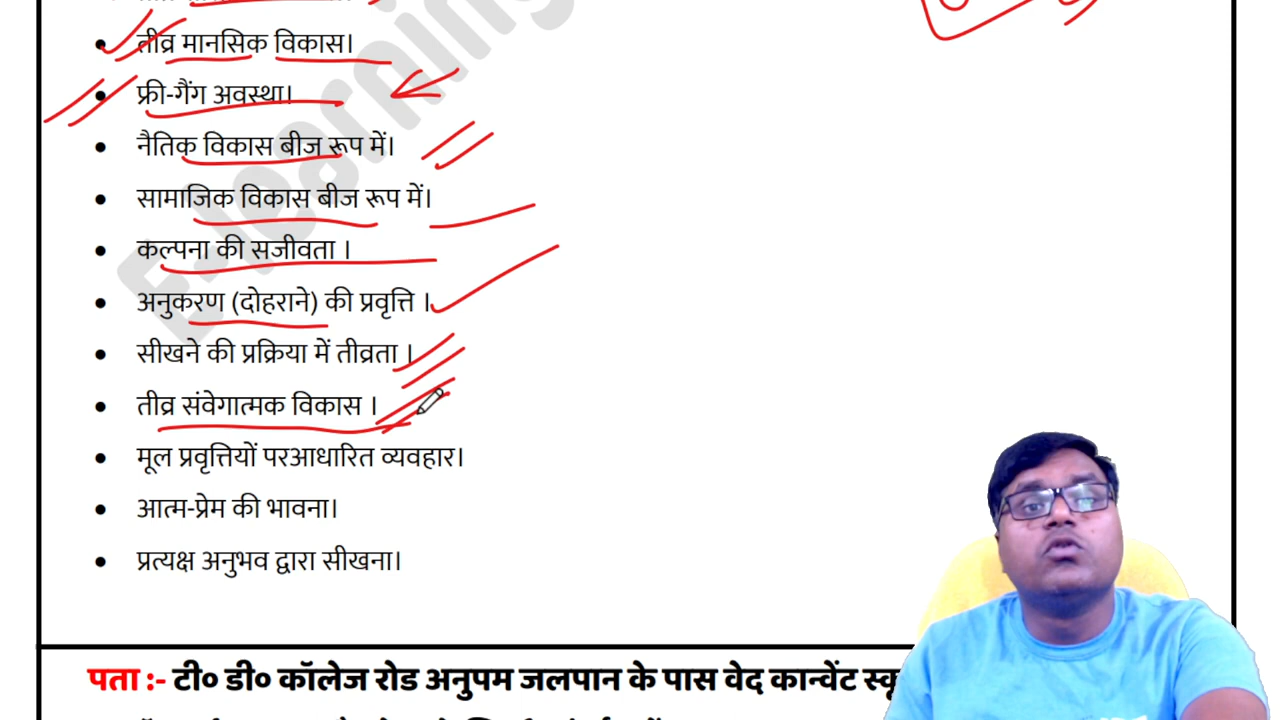 तीव्र मानसिक विकास।
फ्री-गैंग अवस्था।
नैतिक विकास बीज रूप में।
सामाजिक विकास बीज रूप में।
कल्पना की सजीवता ।
अनुकरण (दोहराने) की प्रवृत्ति ।
सीखने की प्रक्रिया में तीव्रता ।
तीव्र संवेगात्मक विकास ।
मूल प्रवृत्तियों परआधारित व्यवहार।
आत्म-प्रेम की भावना।
प्रत्यक्ष अनुभव द्वारा सीखना।
E-learning
पता :- टी० डी० कॉलेज रोड अनुपम जलपान के पास वेद कान्वेंट